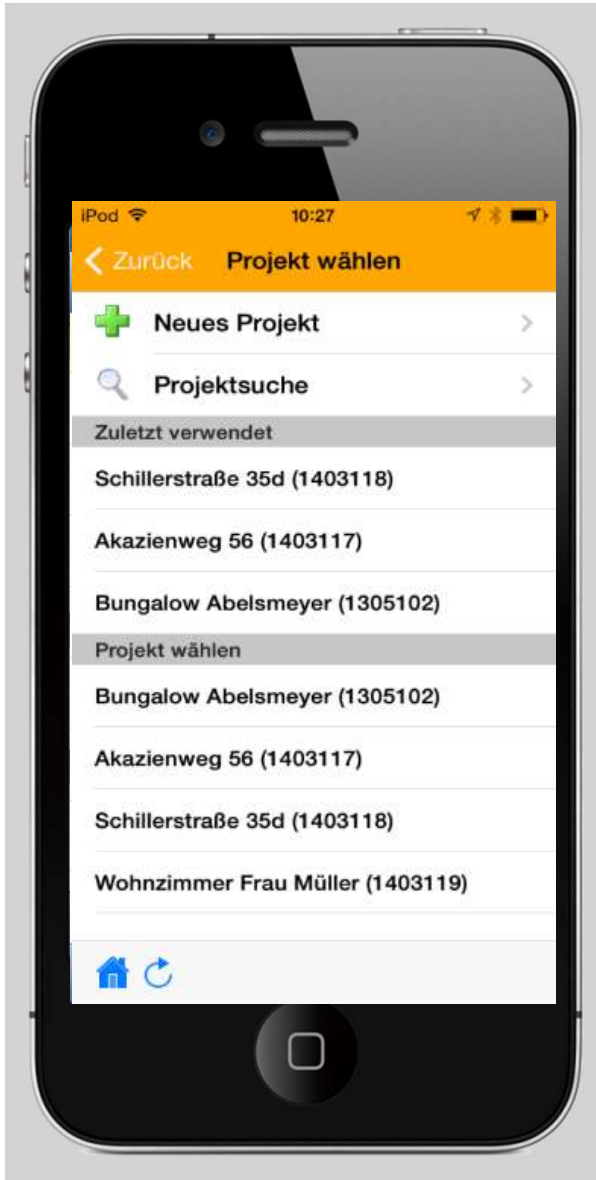 iPod 10:27
Zurück Projekt wählen
Neues Projekt
Projektsuche
Zuletzt verwendet
Schillerstraße 35d (1403118)
Akazienweg 56 (1403117)
Bungalow Abelsmeyer (1305102)
Projekt wählen
Bungalow Abelsmeyer (1305102)
Akazienweg 56 (1403117)
Schillerstraße 35d (1403118)
Wohnzimmer Frau Müller (1403119)